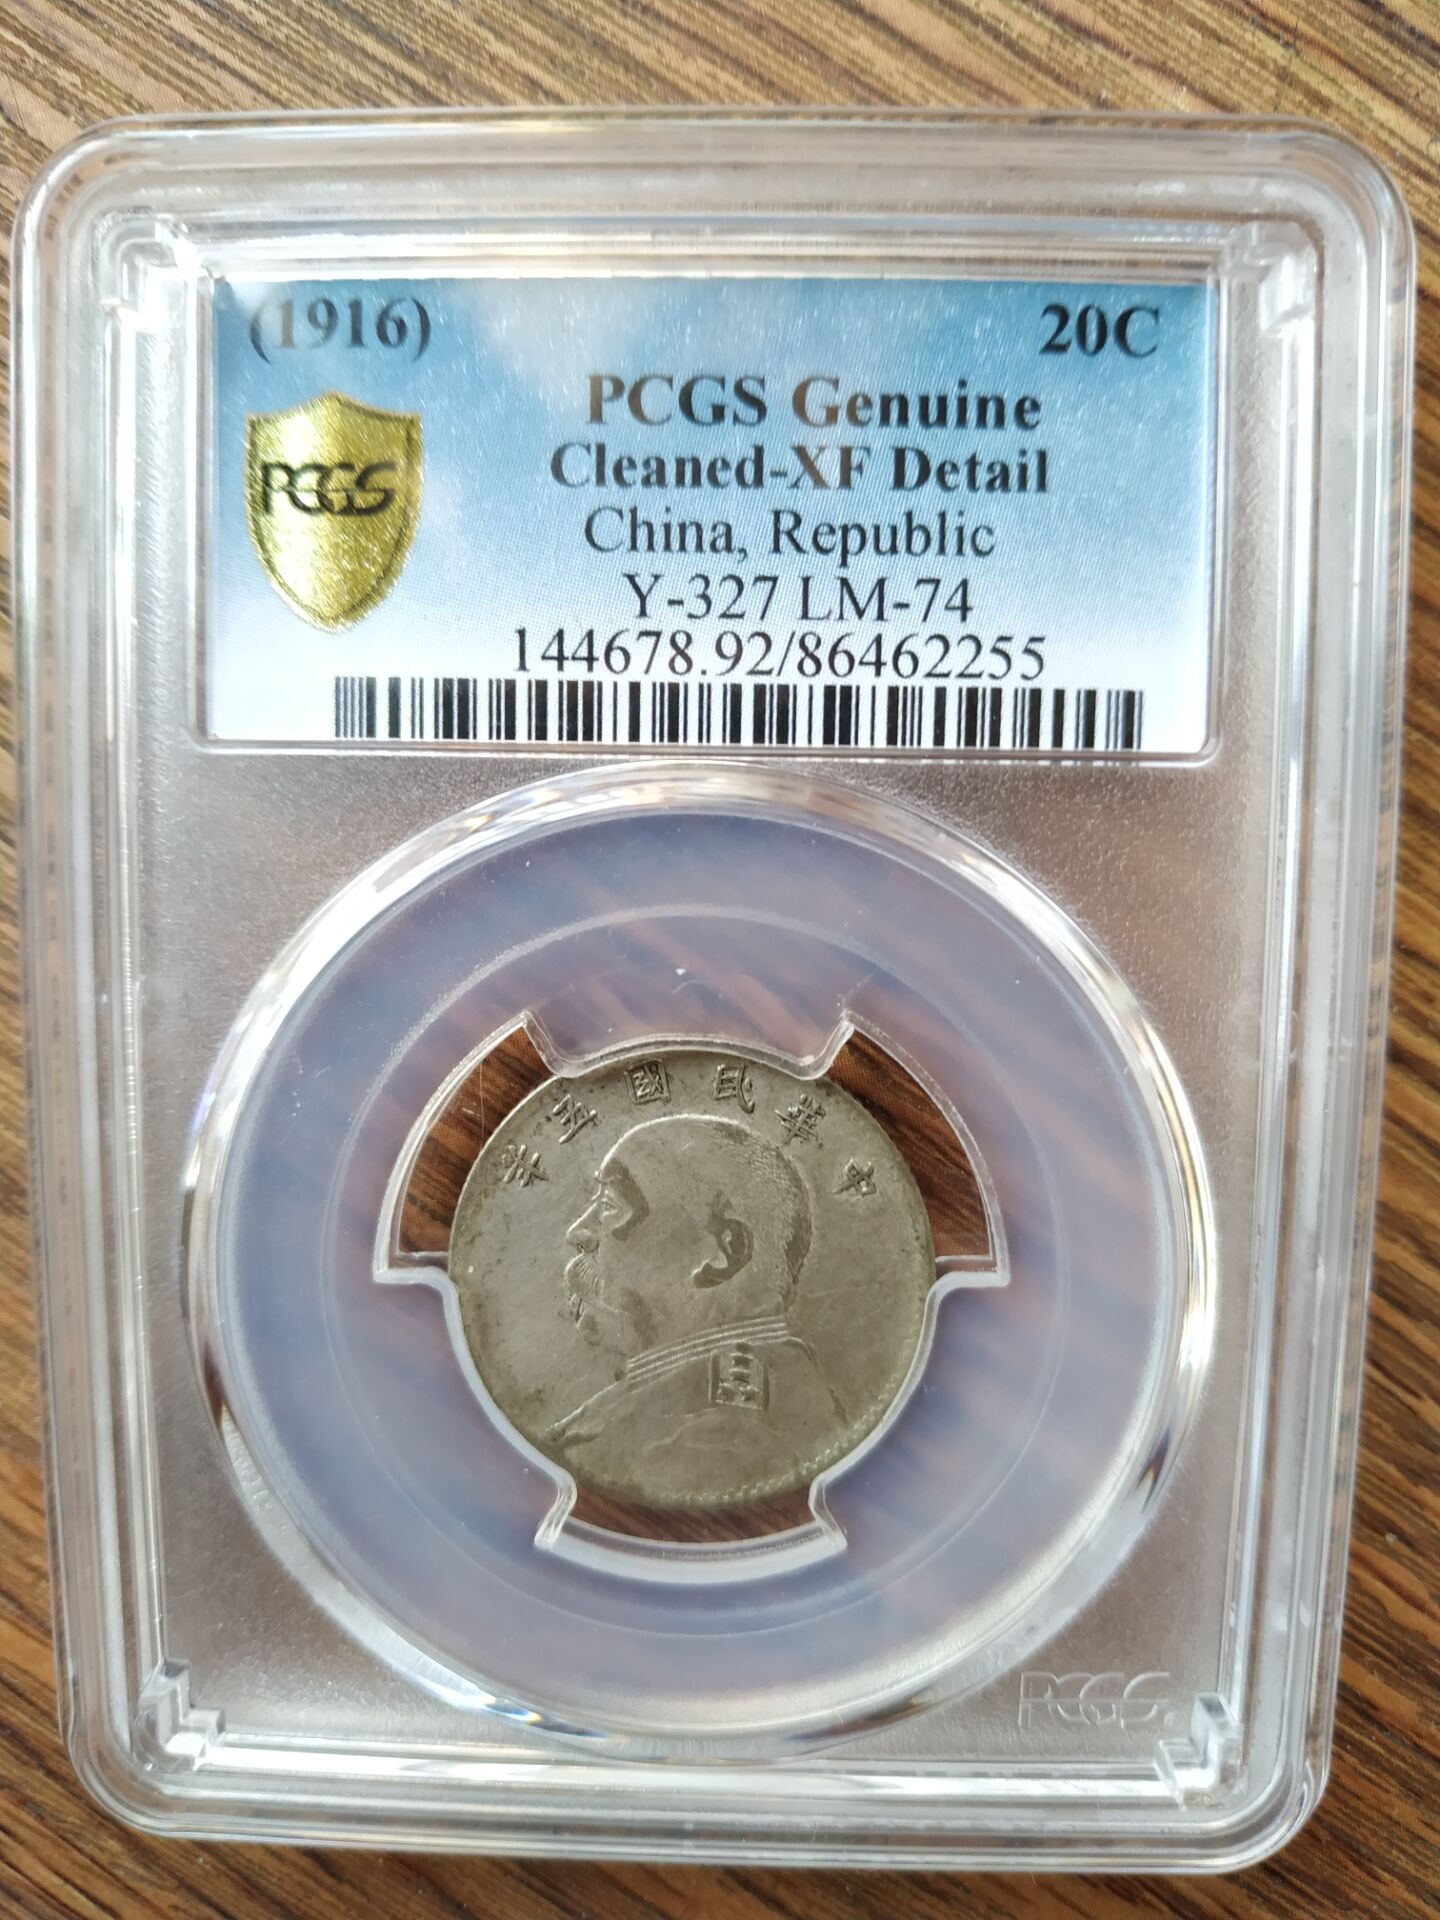 (1916) 20C
PCGS Genuine
Cleaned-XF Detail
PCGS
China, Republic
Y-327 LM-74
144678.92/86462255
年五國民華中
PCGS